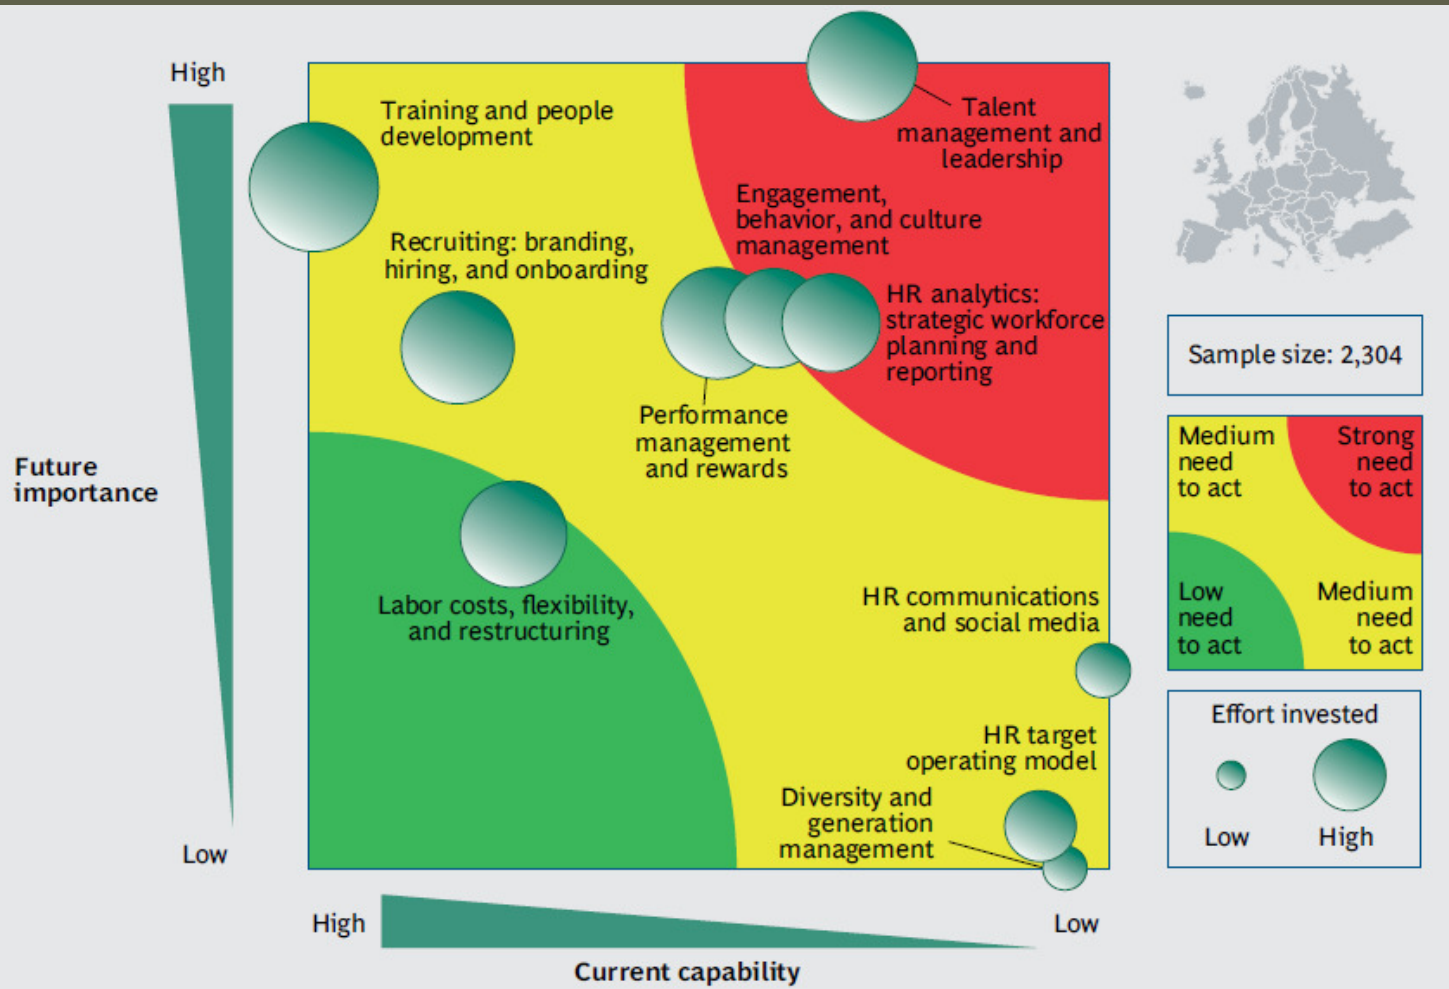 High
Training and people
development
Talent
management and
leadership
Engagement,
behavior, and culture
management
Recruiting: branding,
hiring, and onboarding
HR analytics:
strategic workforce
planning and
reporting
Performance
management
and rewards
Future
importance
Labor costs, flexibility,
and restructuring
HR communications
and social media
HR target
operating model
Diversity and
generation
management
Low
High
Low
Current capability
Sample size: 2,304
Medium
need
to act
Strong
need
to act
Low
need
to act
Medium
need
to act
Effort invested
Low
High